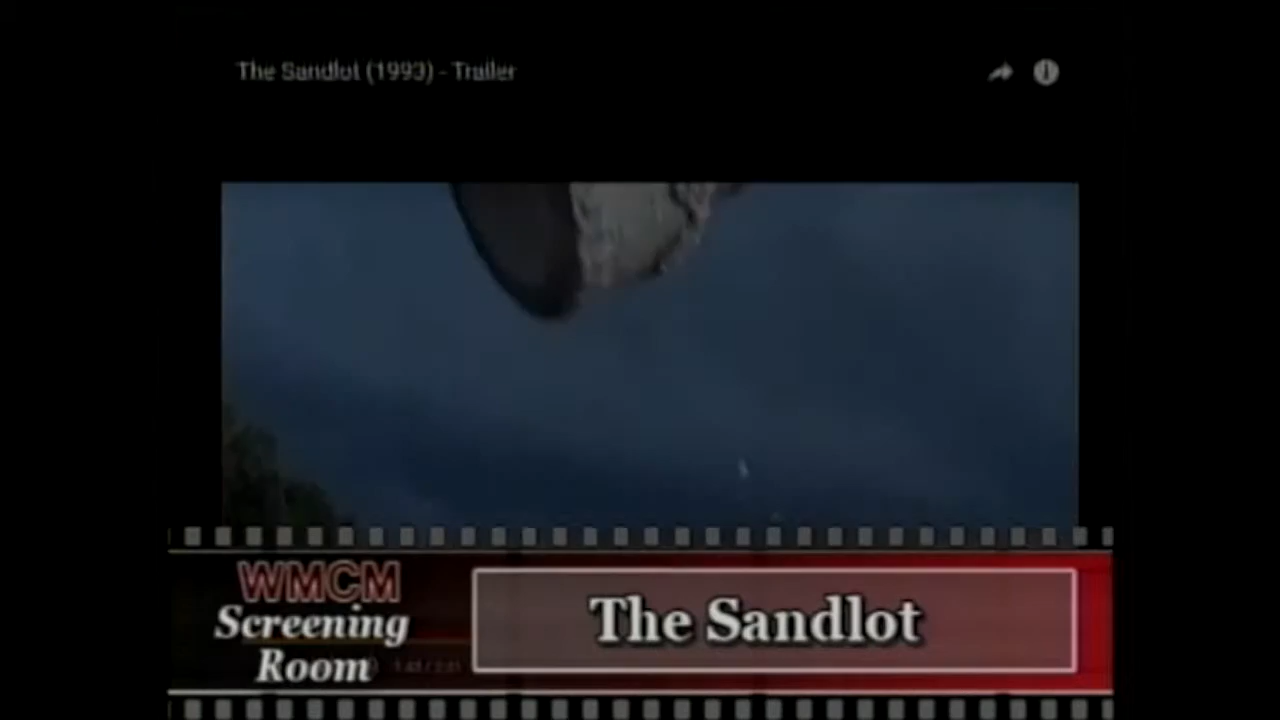 The Sandlot (1993) - Trailer
WMCM
Screening
Room
The Sandlot